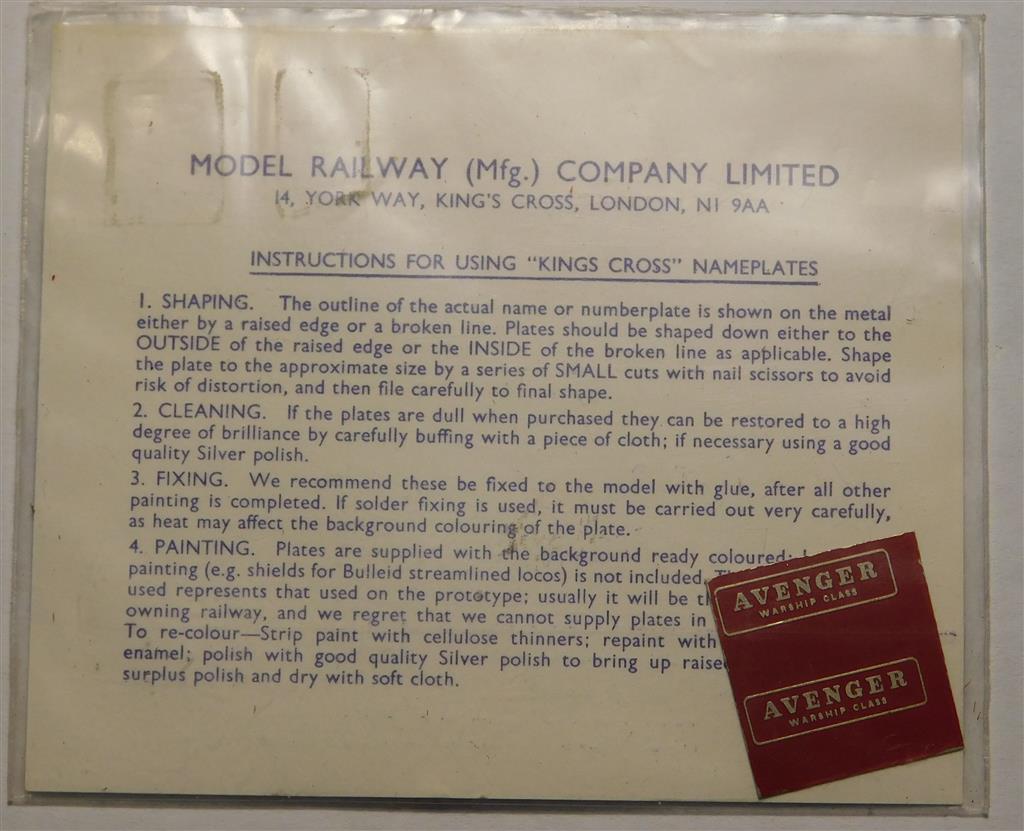 MODEL RAILWAY (Mfg.) COMPANY LIMITED
14, YORK WAY, KING'S CROSS, LONDON, N1 9AA
INSTRUCTIONS FOR USING "KINGS CROSS" NAMEPLATES
1. SHAPING. The outline of the actual name or numberplate is shown on the metal
either by a raised edge or a broken line. Plates should be shaped down either to the
OUTSIDE of the raised edge or the INSIDE of the broken line as applicable. Shape
the plate to the approximate size by a series of SMALL cuts with nail scissors to avoid
risk of distortion, and then file carefully to final shape.
2. CLEANING. If the plates are dull when purchased they can be restored to a high
degree of brilliance by carefully buffing with a piece of cloth; if necessary using a good
quality Silver polish.
3. FIXING. We recommend these be fixed to the model with glue, after all other
painting is completed. If solder fixing is used, it must be carried out very carefully,
as heat may affect the background colouring of the plate.
4. PAINTING. Plates are supplied with the background ready coloured;
painting (e.g. shields for Bulleid streamlined locos) is not included.
used represents that used on the prototype; usually it will be
owning railway, and we regret that we cannot supply plates in
To re-colour—Strip paint with cellulose thinners; repaint with
enamel; polish with good quality Silver polish to bring up
surplus polish and dry with soft cloth.
AVENGER
WARSHIP CLASS
AVENGER
WARSHIP CLASS